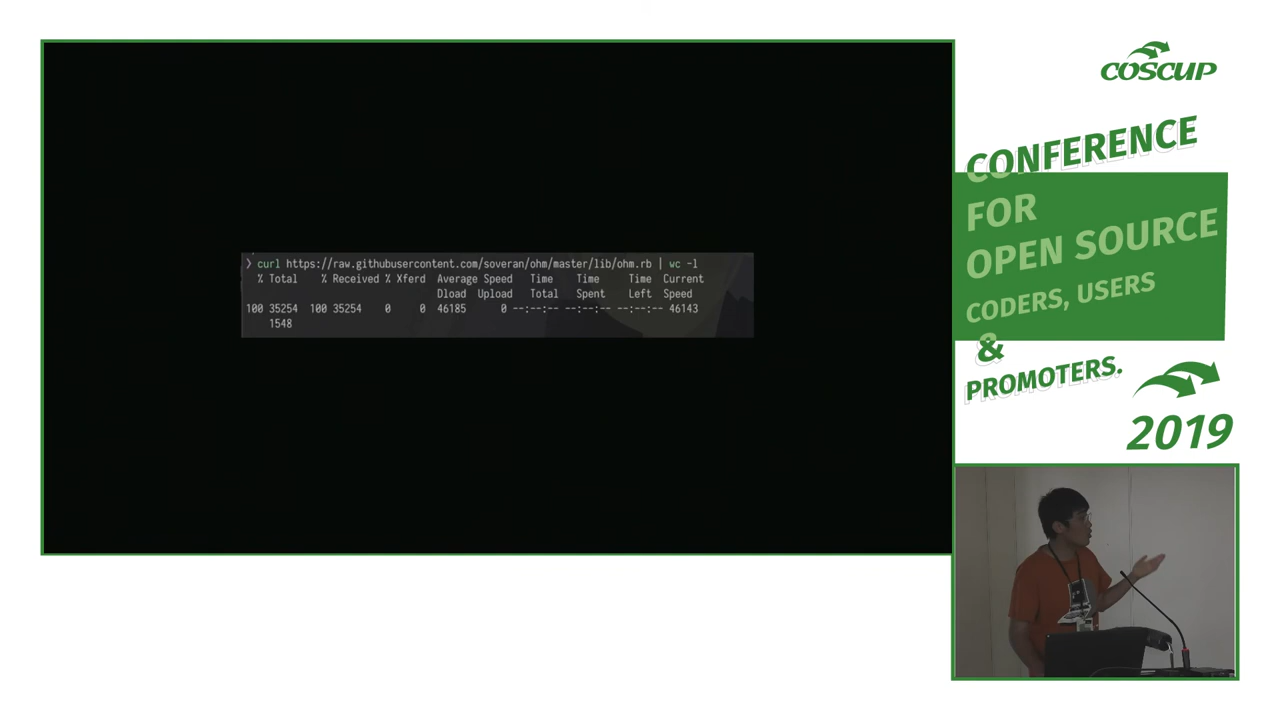 ❯ curl https://raw.githubusercontent.com/soveran/ohm/master/lib/ohm.rb | wc -l
% Total % Received % Xferd Average Speed Time Time Time Current
Dload Upload Total Spent Left Speed
100 35254 100 35254 0 0 46185 0 --:--:-- --:--:-- --:--:-- 46143
1548
COSCUP
CONFERENCE
FOR
OPEN SOURCE
CODERS, USERS
&
PROMOTERS.
2019